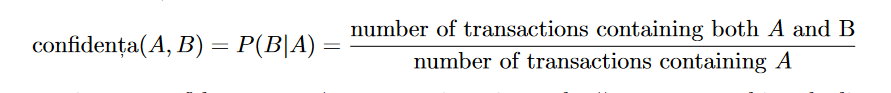 confidența(A, B) = P(B|A) = number of transactions containing both A and B
number of transactions containing A